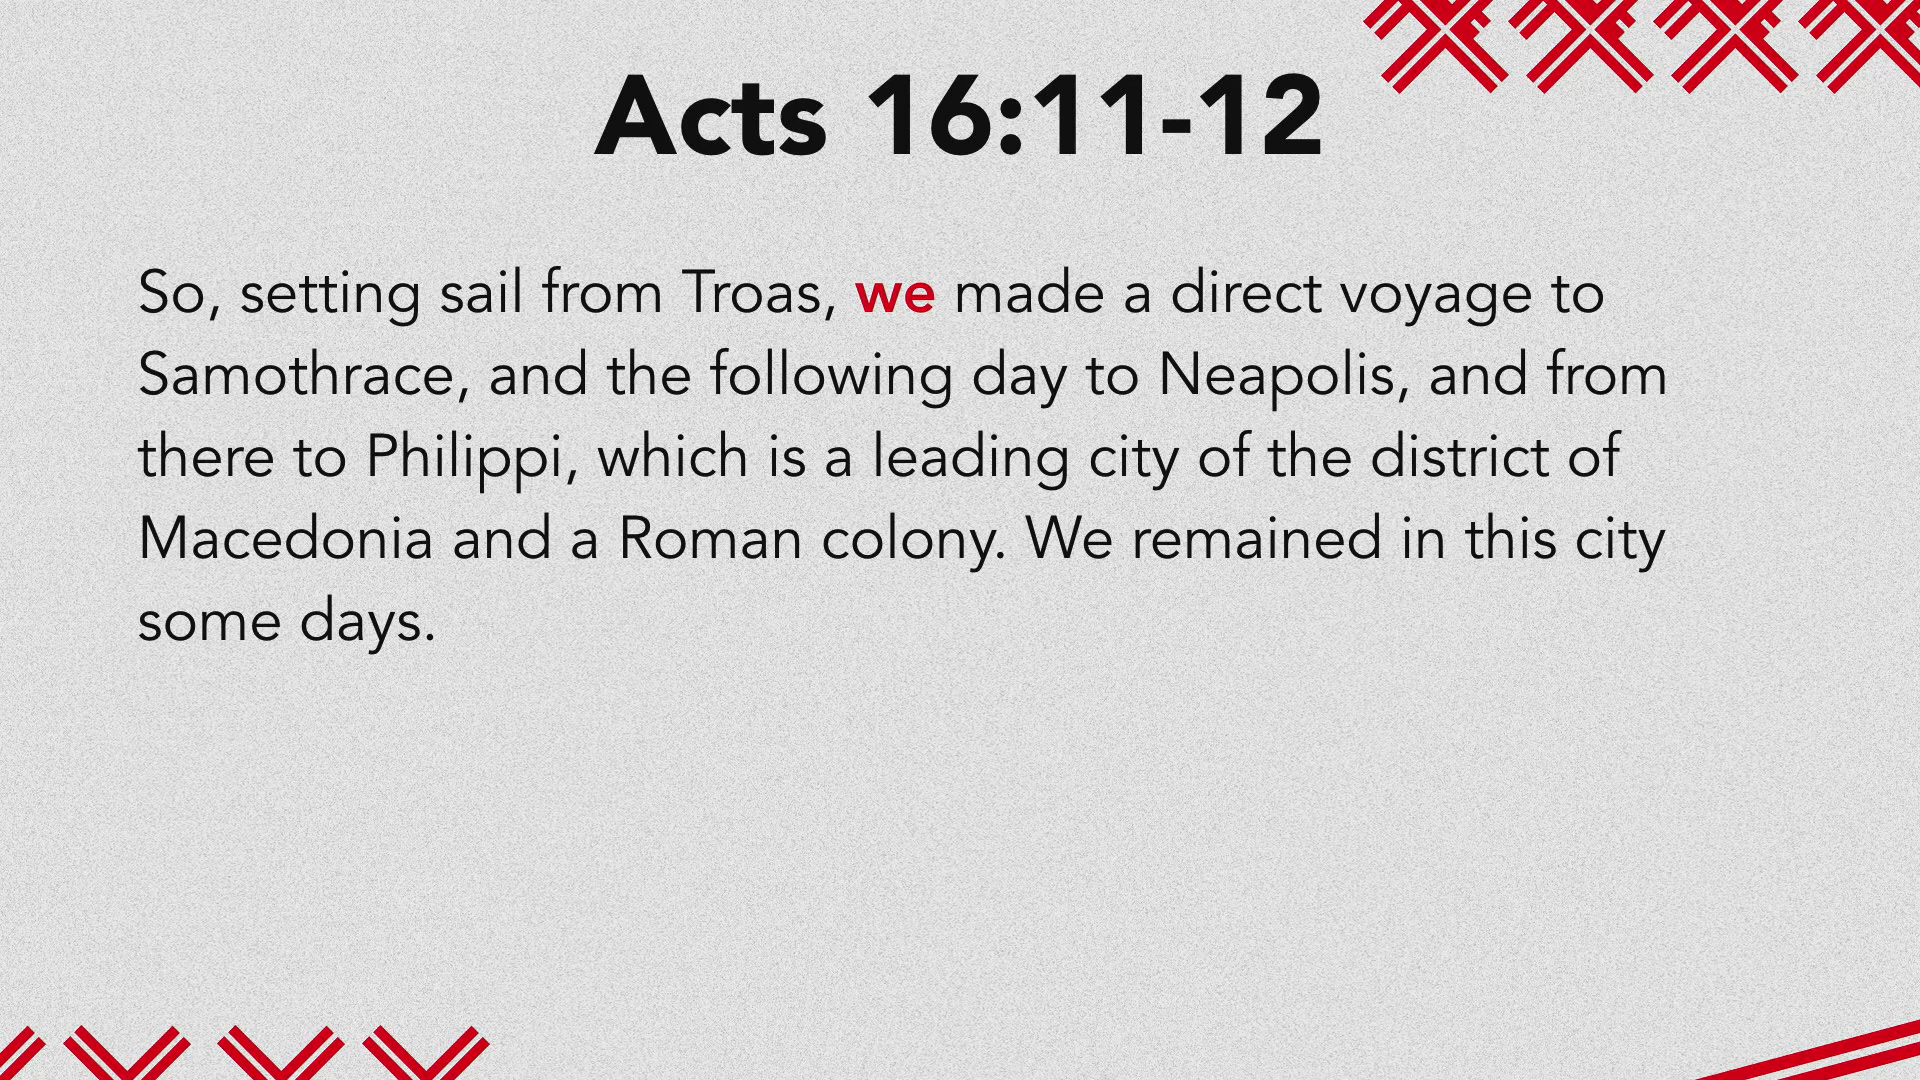 Acts 16:11-12
So, setting sail from Troas, we made a direct voyage to
Samothrace, and the following day to Neapolis, and from
there to Philippi, which is a leading city of the district of
Macedonia and a Roman colony. We remained in this city
some days.